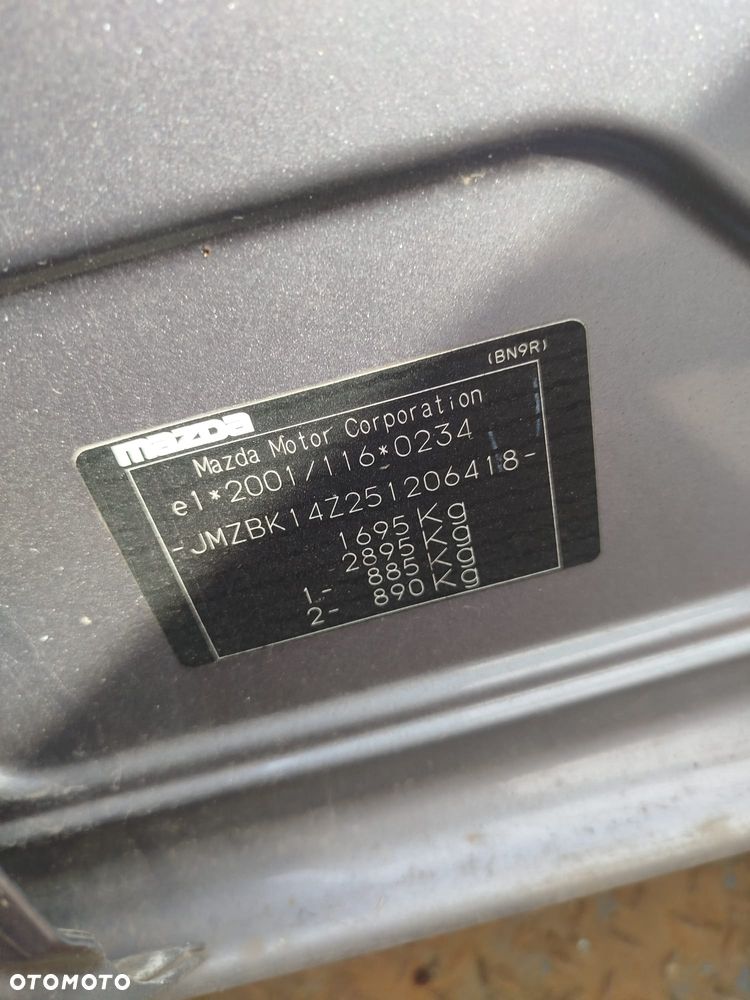 (BN9R)
mazda
Mazda Motor Corporation
e1*2001/116*0234
-JMZBK14Z251206418-
1695 Kg
2895 Kg
1- 885 Kg
2- 890 Kg
OTOMOTO